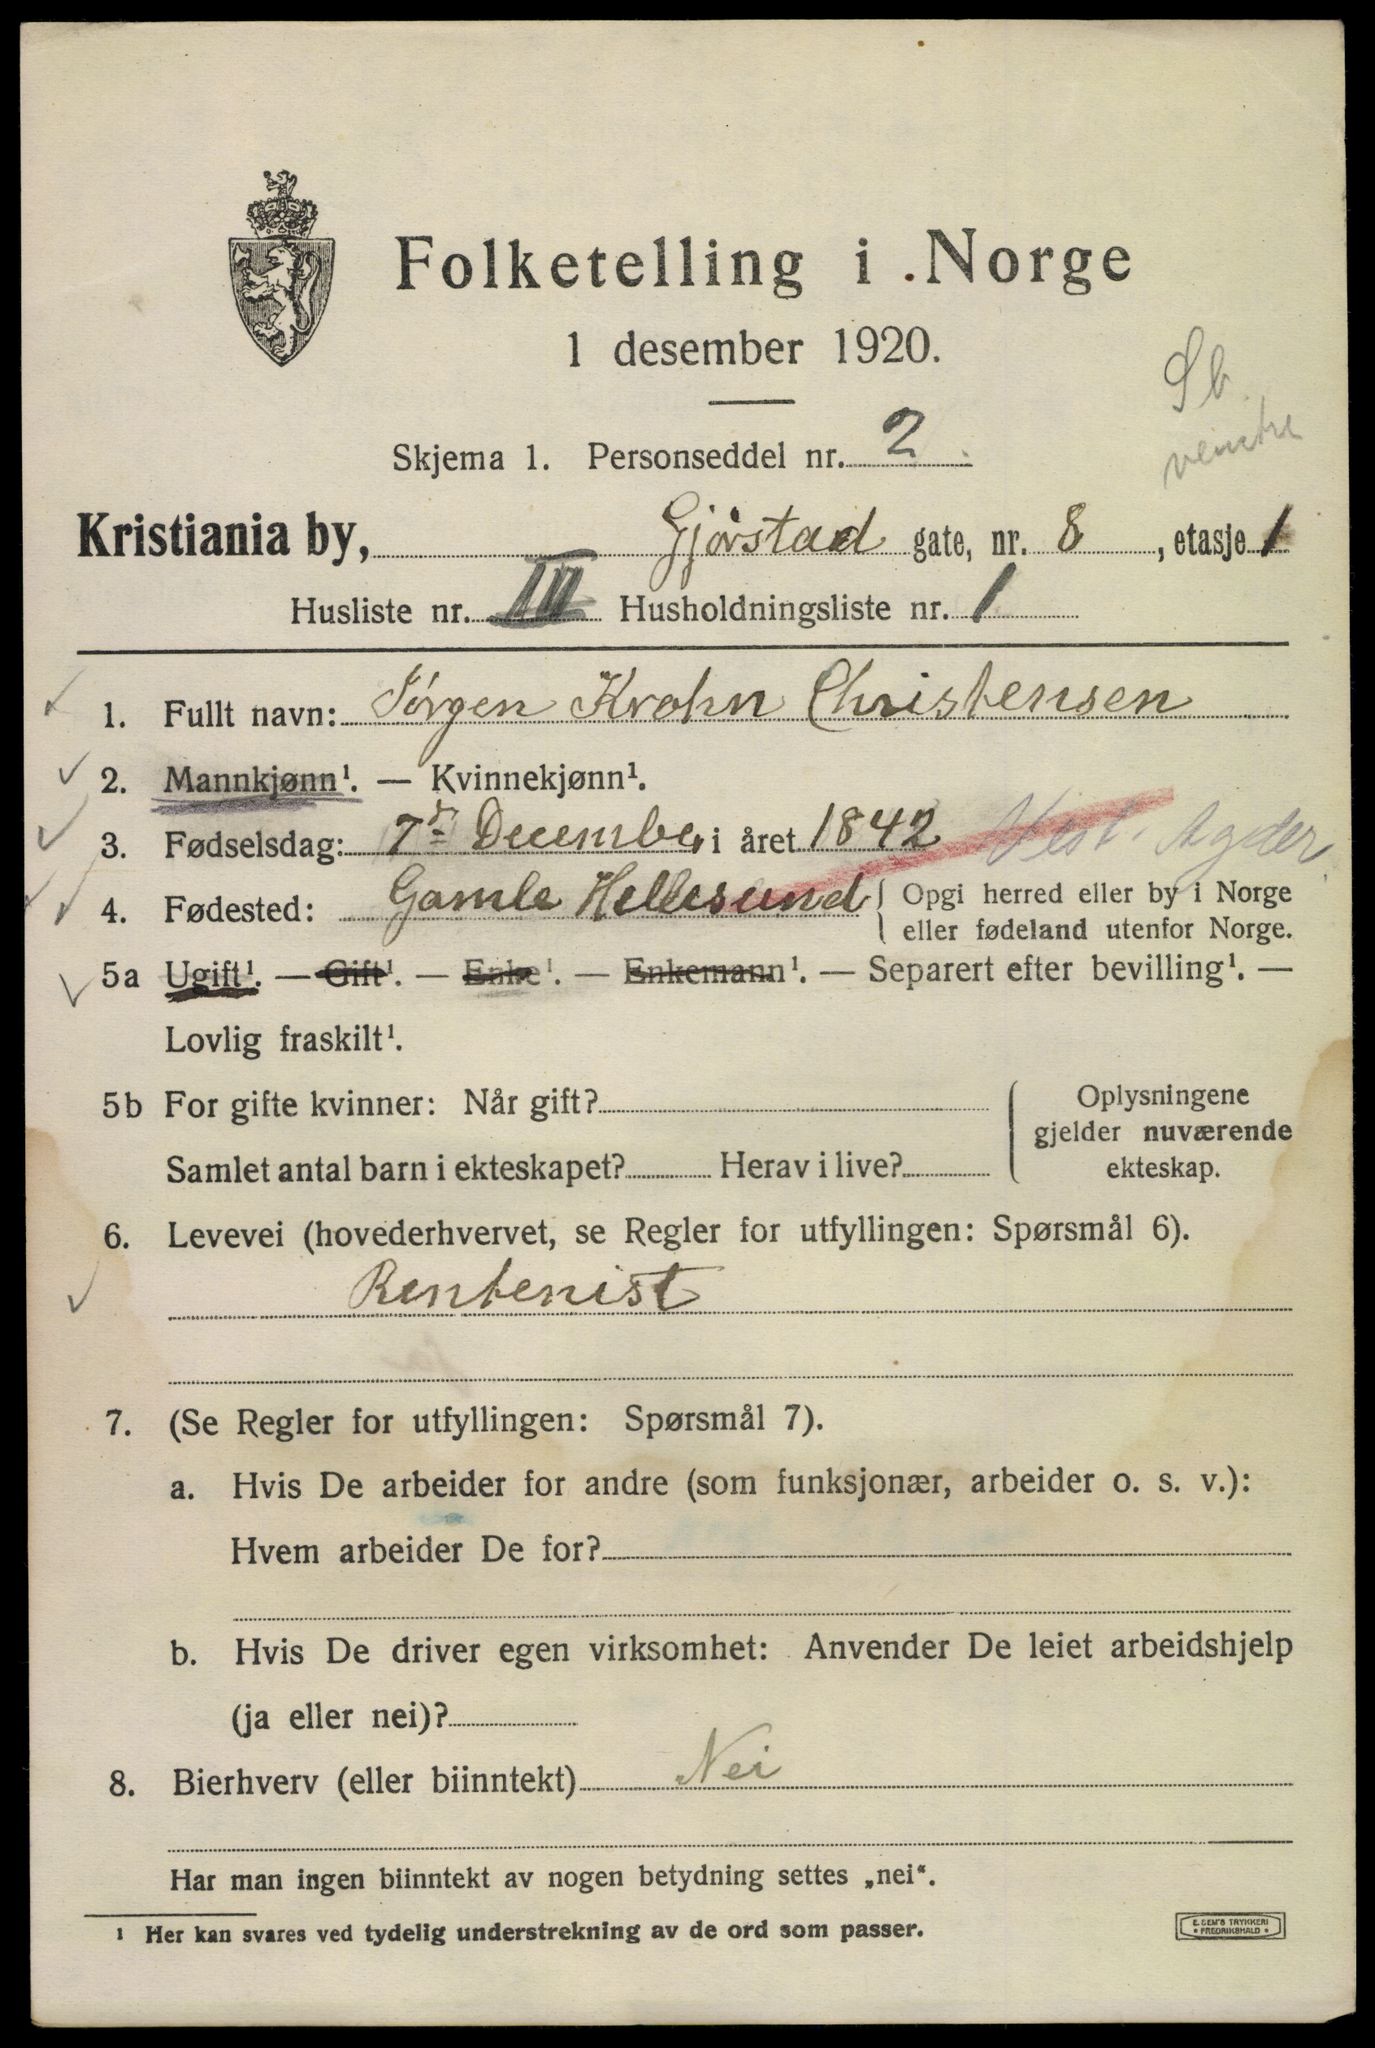 Folketelling i Norge
1 desember 1920.
Sb
venstre
Skjema 1. Personseddel nr. 2
Kristiania by, Gjörstad gate, nr. 8, etasje 1
Husliste nr. III Husholdningsliste nr. 1
1. Fullt navn: Jörgen Krohn Christensen
2. Mannkjønn¹. — Kvinnekjønn¹.
3. Fødselsdag: 7de December i året 1842 Vest-Agder
4. Fødested: Gamle Hellesund Opgi herred eller by i Norge
eller fødeland utenfor Norge.
5a Ugift¹. — Gift¹. — Enke¹. — Enkemann¹. — Separert efter bevilling¹. —
Lovlig fraskilt¹.
5b For gifte kvinner: Når gift? Oplysningene
gjelder nuværende
Samlet antal barn i ekteskapet? Herav i live? ekteskap.
6. Levevei (hovederhvervet, se Regler for utfyllingen: Spørsmål 6).
Rentenist
7. (Se Regler for utfyllingen: Spørsmål 7).
a. Hvis De arbeider for andre (som funksjonær, arbeider o. s. v.):
Hvem arbeider De for?
b. Hvis De driver egen virksomhet: Anvender De leiet arbeidshjelp
(ja eller nei)?
8. Bierhverv (eller biinntekt) Nei
Har man ingen biinntekt av nogen betydning settes „nei“.
¹ Her kan svares ved tydelig understrekning av de ord som passer.
E. SEM'S TRYKKERI
FREDRIKSHALD